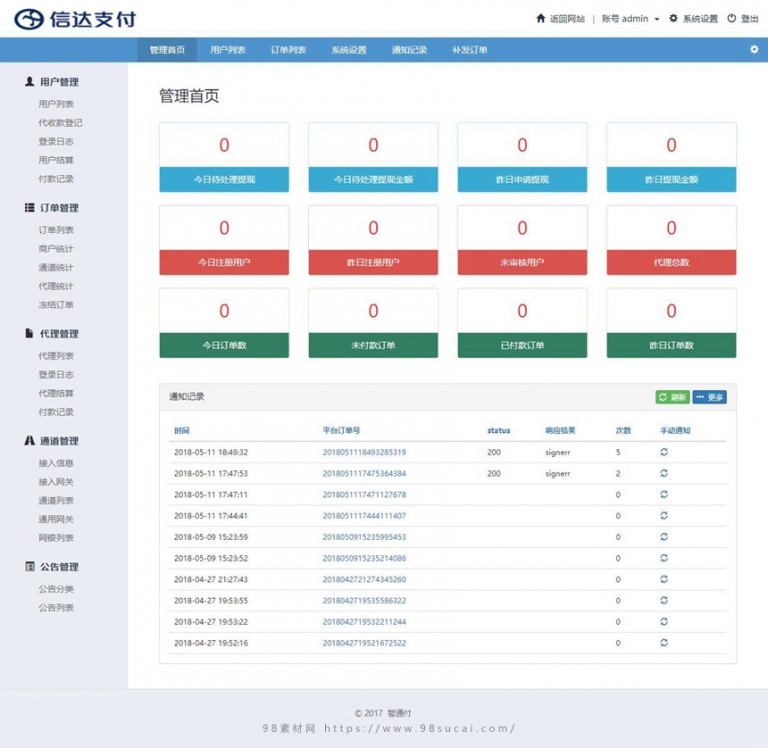 信达支付
返回网站 | 账号 admin 系统设置 登出
管理首页 用户列表 订单列表 系统设置 通知记录 补发订单
用户管理
用户列表
代收款登记
登录日志
用户结算
付款记录
订单管理
订单列表
商户统计
通道统计
代理统计
冻结订单
代理管理
代理列表
登录日志
代理结算
付款记录
通道管理
接入信息
接入网关
通道列表
通用网关
网银列表
公告管理
公告分类
公告列表
管理首页
0 0 0 0
今日待处理提现 今日待处理提现金额 昨日申请提现 昨日提现金额
0 0 0 0
今日注册用户 昨日注册用户 未审核用户 代理总数
0 0 0 0
今日订单数 未付款订单 已付款订单 昨日订单数
通知记录 刷新 更多
时间 平台订单号 status 响应结果 次数 手动通知
2018-05-11 18:49:32 2018051118493285319 200 signerr 5
2018-05-11 17:47:53 2018051117475364384 200 signerr 2
2018-05-11 17:47:11 2018051117471127678 0
2018-05-11 17:44:41 2018051117444111407 0
2018-05-09 15:23:59 2018050915235995453 0
2018-05-09 15:23:52 2018050915235214086 0
2018-04-27 21:27:43 2018042721274345260 0
2018-04-27 19:53:55 2018042719535586322 0
2018-04-27 19:53:22 2018042719532211244 0
2018-04-27 19:52:16 2018042719521672522 0
© 2017 智通付
98素材网 https://www.98sucai.com/